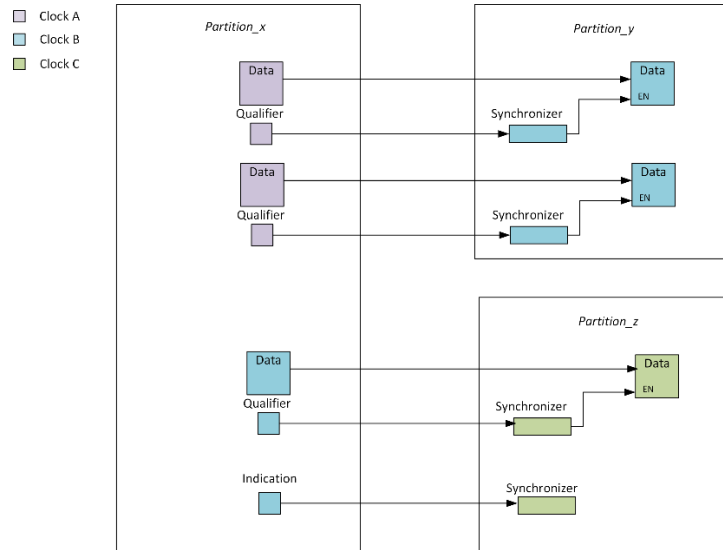 Clock A
Clock B
Clock C
Partition_x
Partition_y
Data
Data
EN
Qualifier
Synchronizer
Data
Data
EN
Qualifier
Synchronizer
Partition_z
Data
Data
EN
Qualifier
Synchronizer
Indication
Synchronizer